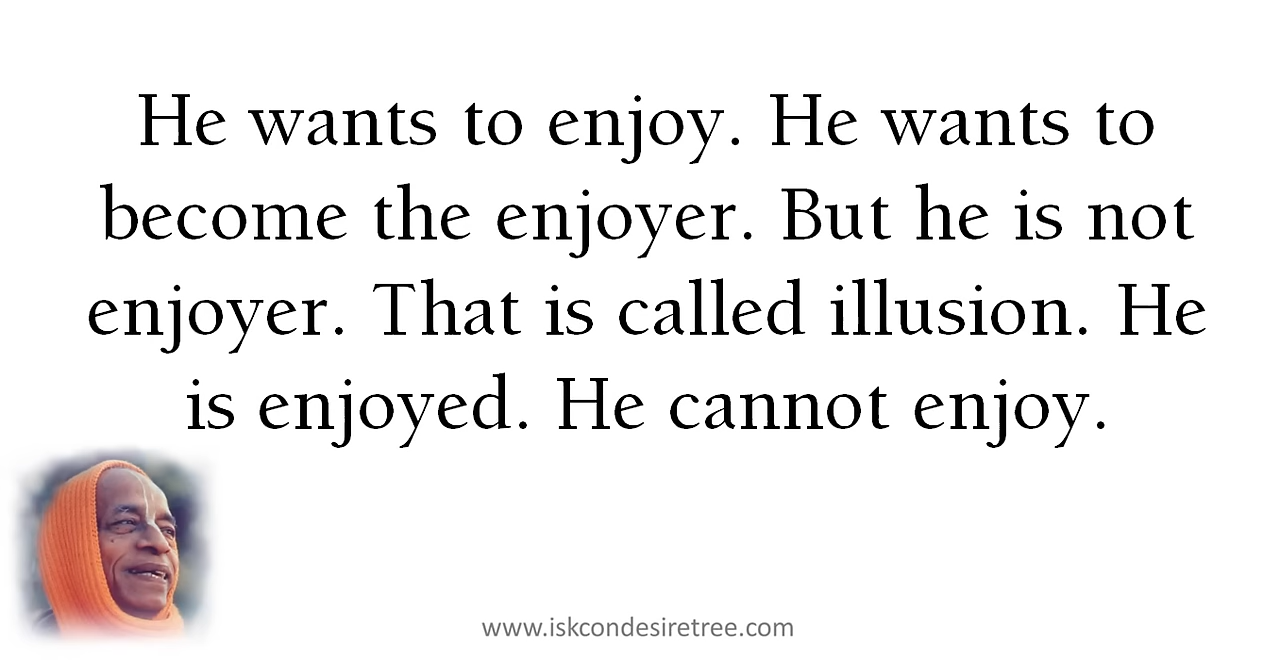 He wants to enjoy. He wants to
become the enjoyer. But he is not
enjoyer. That is called illusion. He
is enjoyed. He cannot enjoy.
www.iskcondesiretree.com